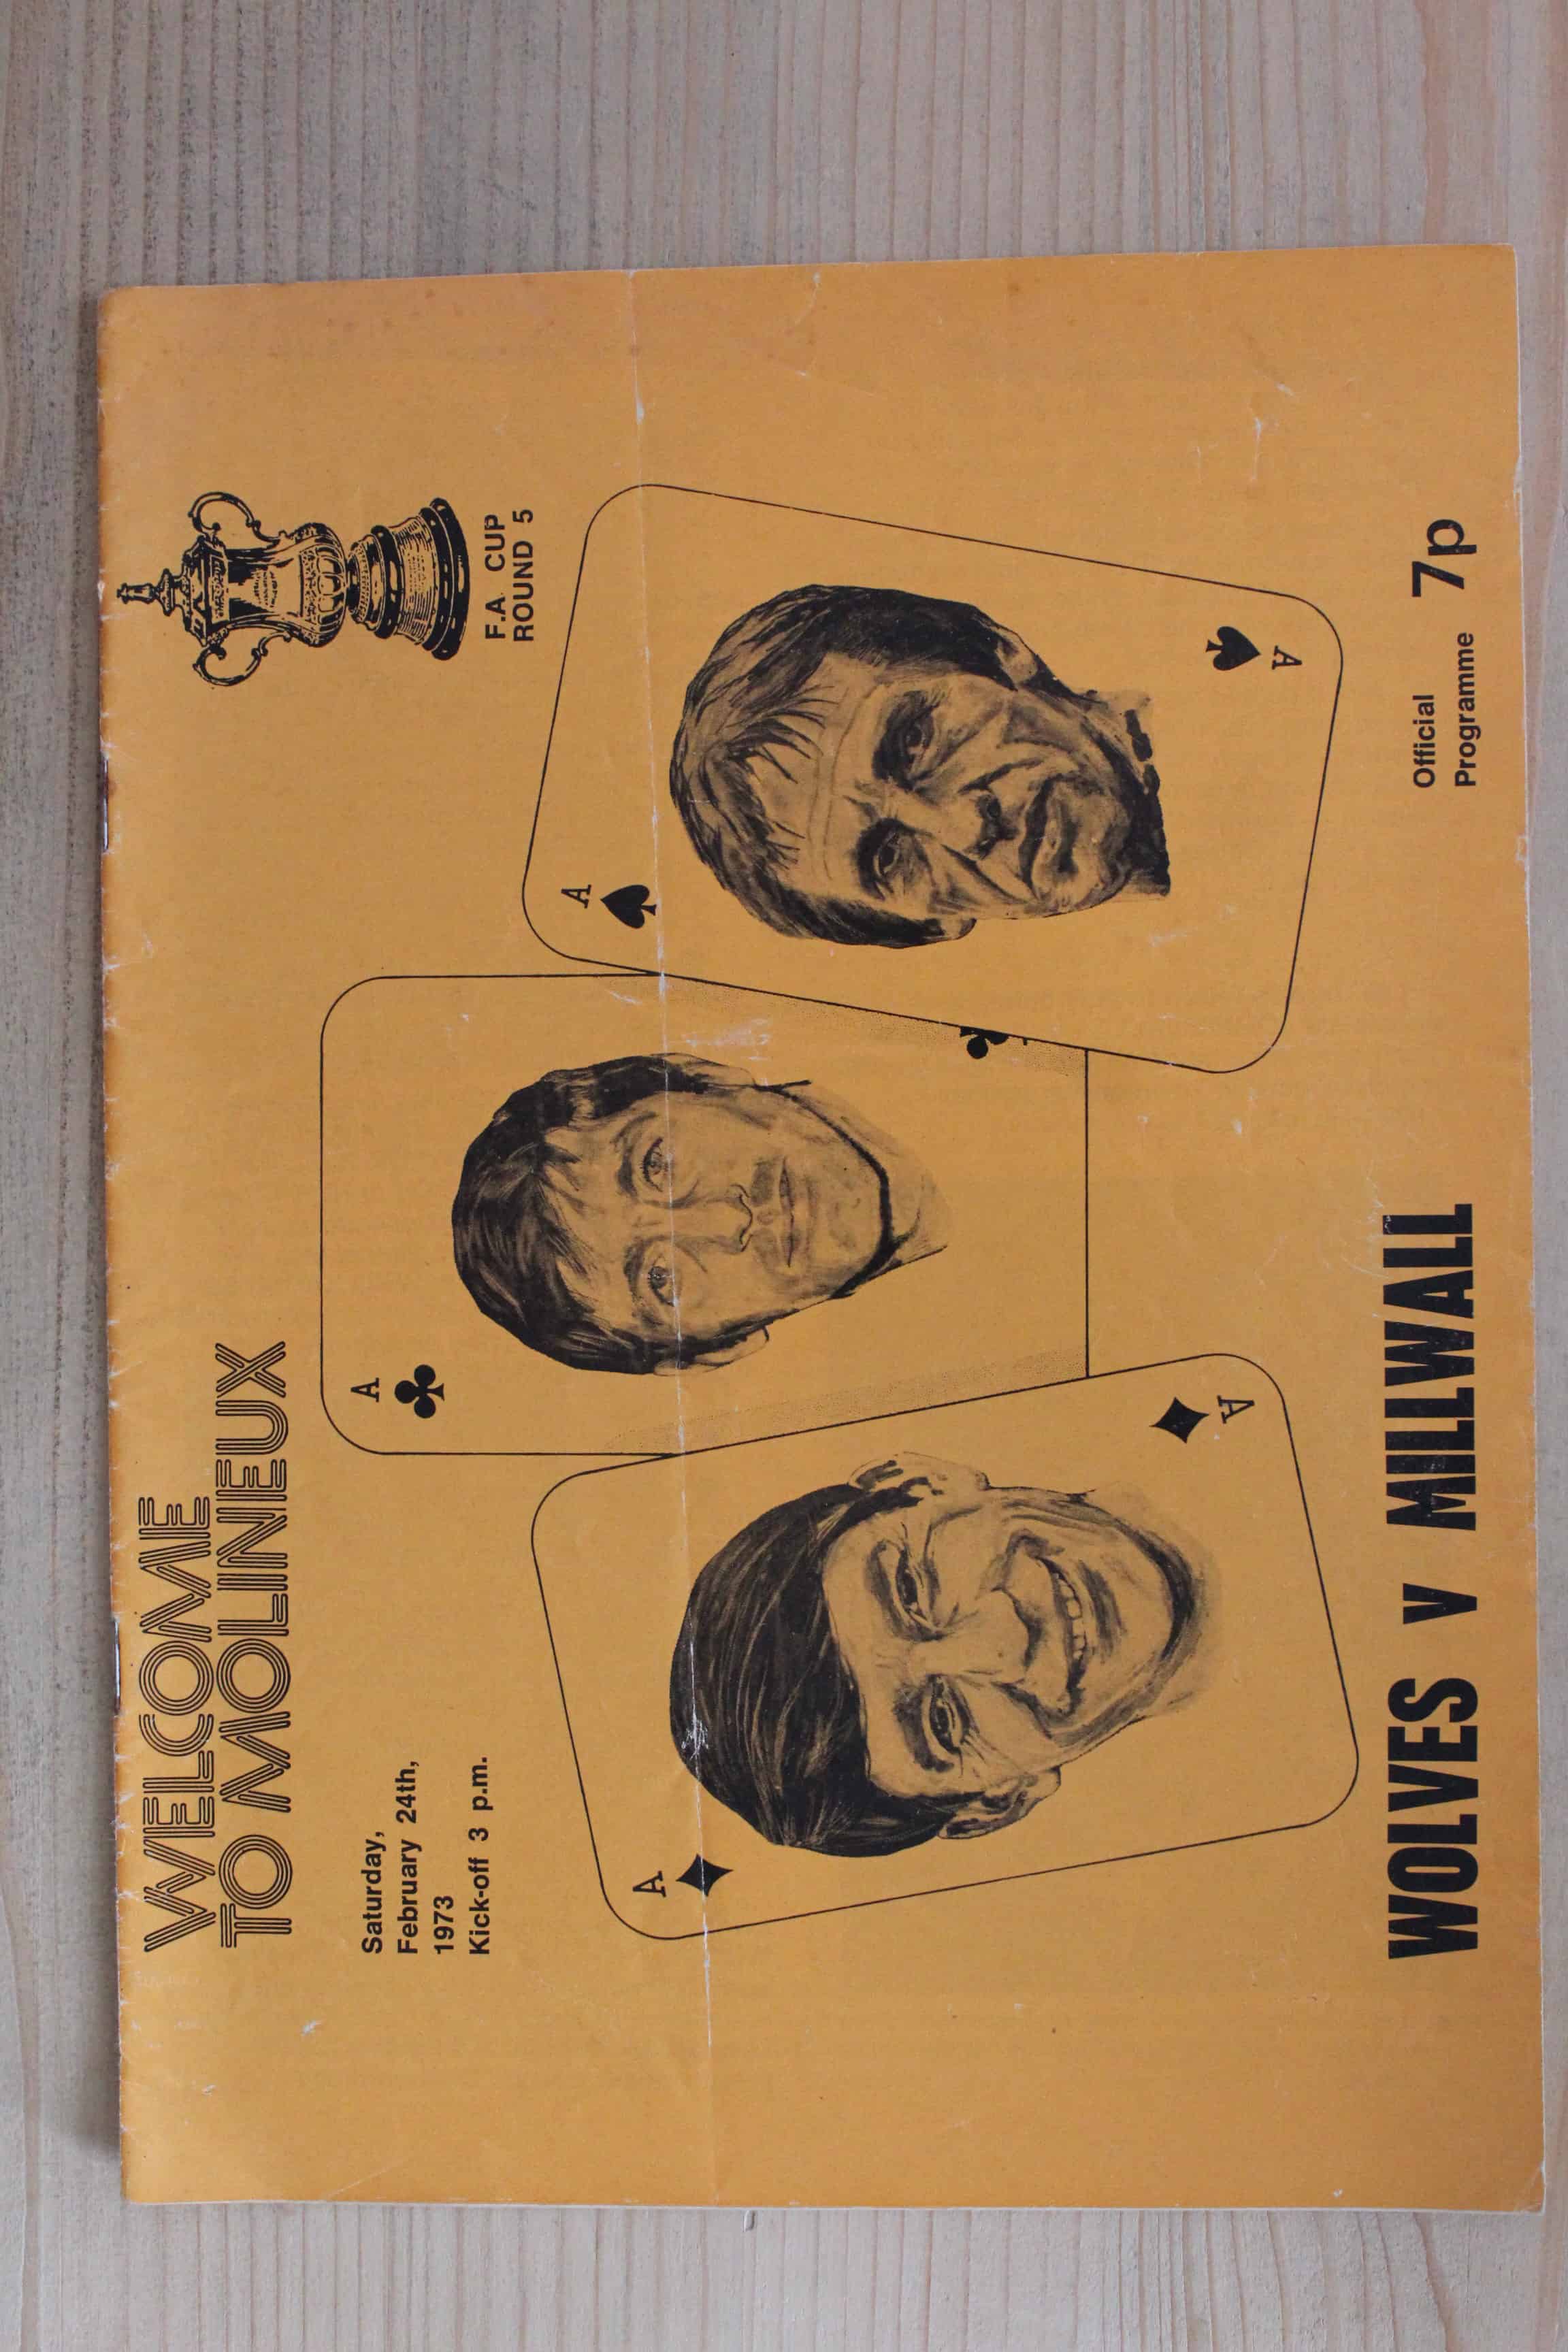 WELCOME
TO MOLINEUX
Saturday,
February 24th,
1973
Kick-off 3 p.m.
F.A. CUP
ROUND 5
A
A
A
A
A
WOLVES v MILLWALL
Official
Programme 7p